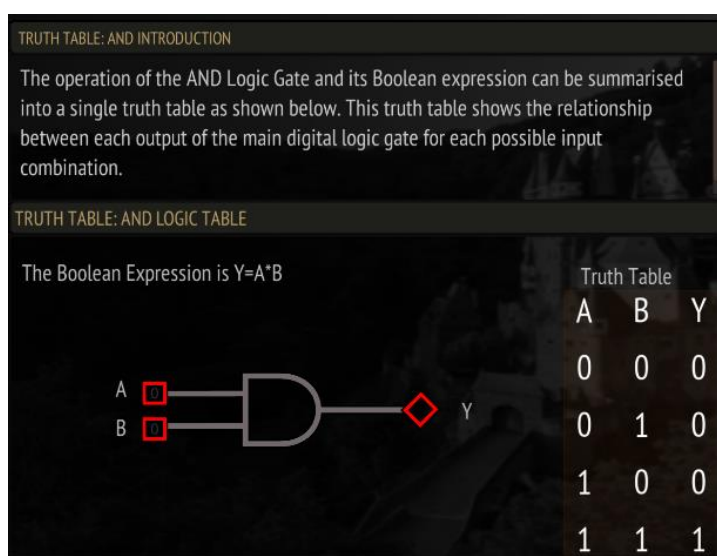 TRUTH TABLE: AND INTRODUCTION
The operation of the AND Logic Gate and its Boolean expression can be summarised
into a single truth table as shown below. This truth table shows the relationship
between each output of the main digital logic gate for each possible input
combination.
TRUTH TABLE: AND LOGIC TABLE
The Boolean Expression is Y=A*B
Truth Table
A B Y
0 0 0
0 1 0
1 0 0
1 1 1
A 0
B 0
Y